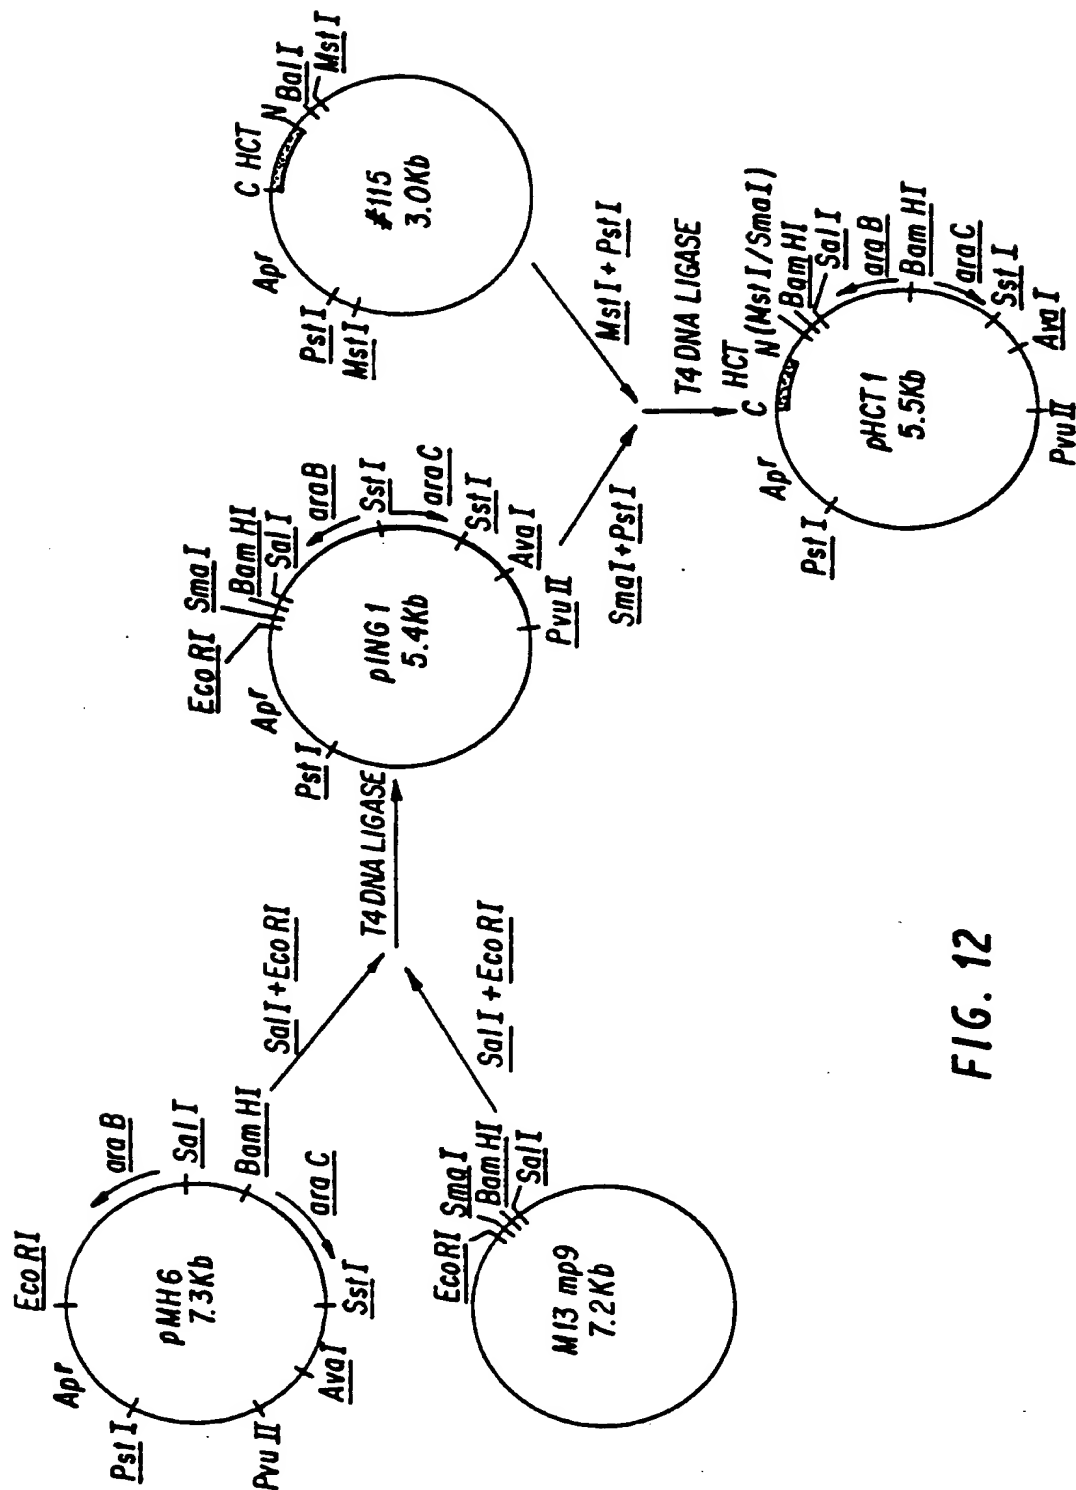 EcoRI
araB
SalI
BamHI
araC
SstI
AvaI
PvuII
PstI
Apr
pMH6
7.3Kb
SalI+EcoRI
EcoRI
SmaI
BamHI
SalI
M13 mp9
7.2Kb
SalI+EcoRI
T4 DNA LIGASE
EcoRI
SmaI
BamHI
SalI
araB
SstI
araC
SstI
AvaI
PvuII
PstI
Apr
pING1
5.4Kb
SmaI+PstI
C HCT N
BalI
MstI
Apr
PstI
MstI
#115
3.0Kb
MstI+PstI
T4 DNA LIGASE
C HCT
N (MstI/SmaI)
BamHI
SalI
araB
BamHI
araC
SstI
AvaI
PvuII
PstI
Apr
pHCT1
5.5Kb
FIG. 12